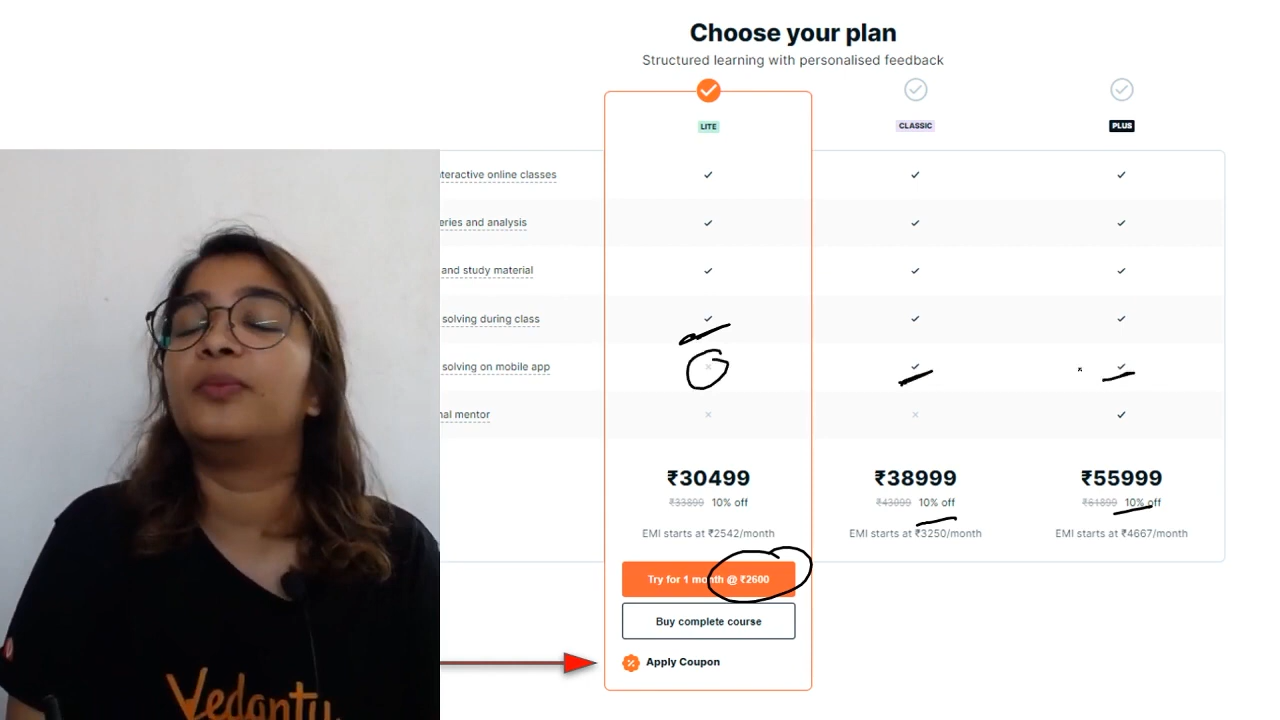 Choose your plan
Structured learning with personalised feedback
LITE
CLASSIC
PLUS
nteractive online classes
eries and analysis
and study material
solving during class
solving on mobile app
nal mentor
₹30499
₹33899 10% off
EMI starts at ₹2542/month
₹38999
₹43099 10% off
EMI starts at ₹3250/month
₹55999
₹61899 10% off
EMI starts at ₹4667/month
Try for 1 month @ ₹2600
Buy complete course
Apply Coupon
Vedantu